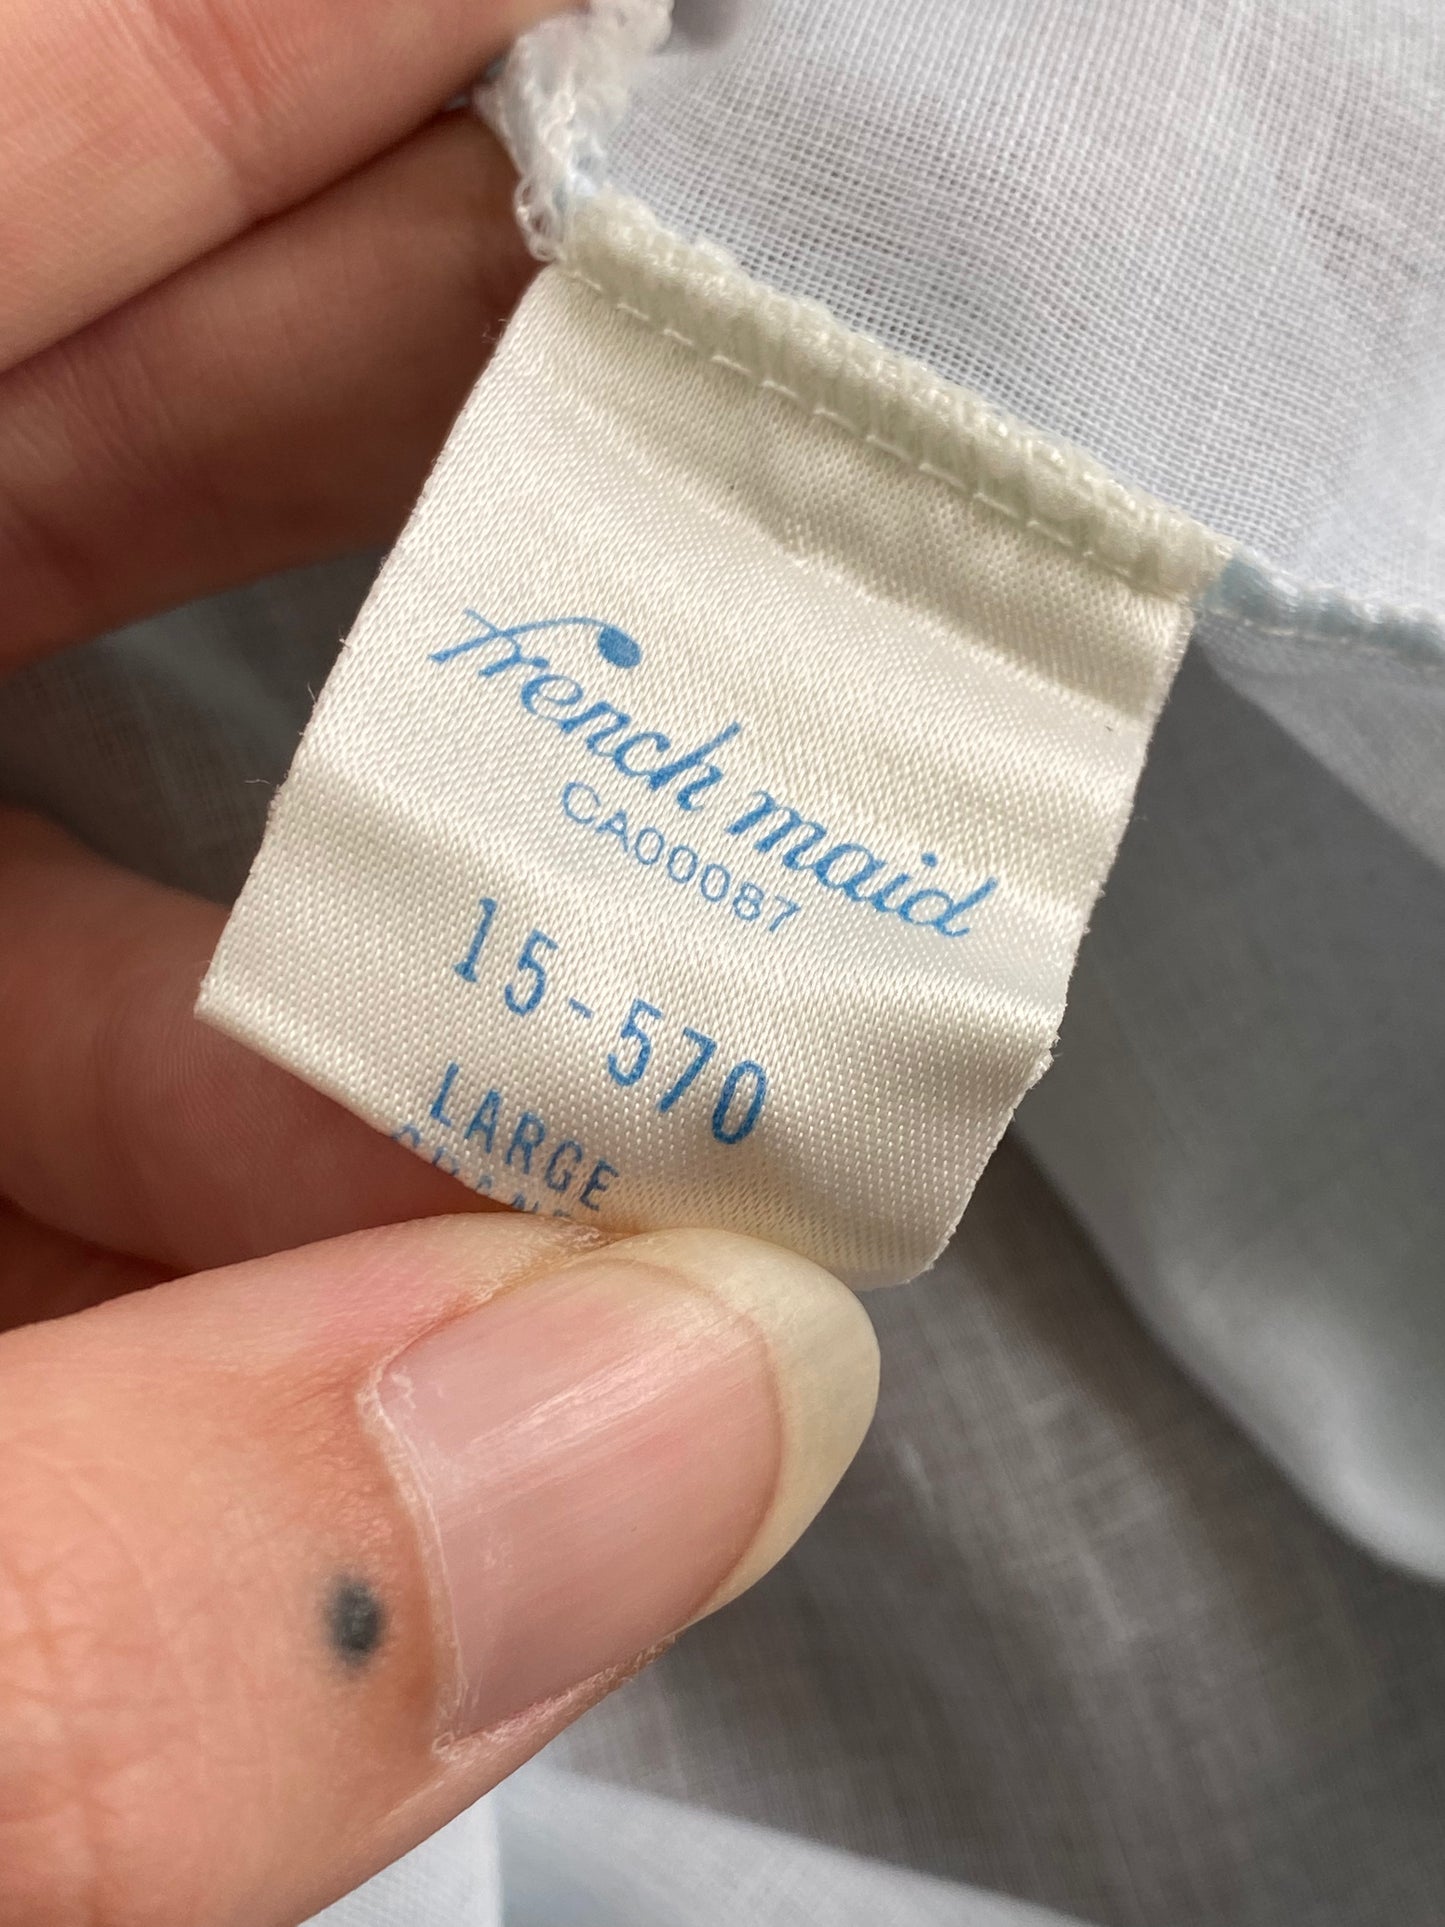 french maid
CA00087
15-570
LARGE